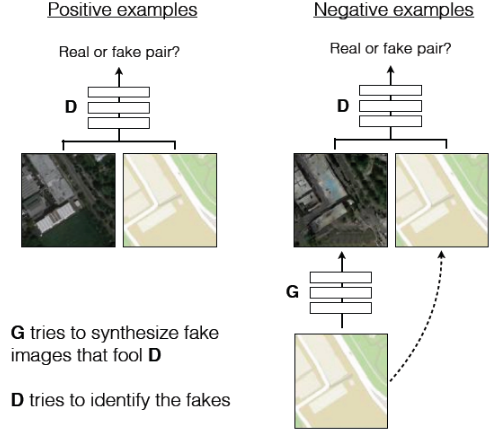 Positive examples
Real or fake pair?
D
Negative examples
Real or fake pair?
D
G
G tries to synthesize fake
images that fool D
D tries to identify the fakes